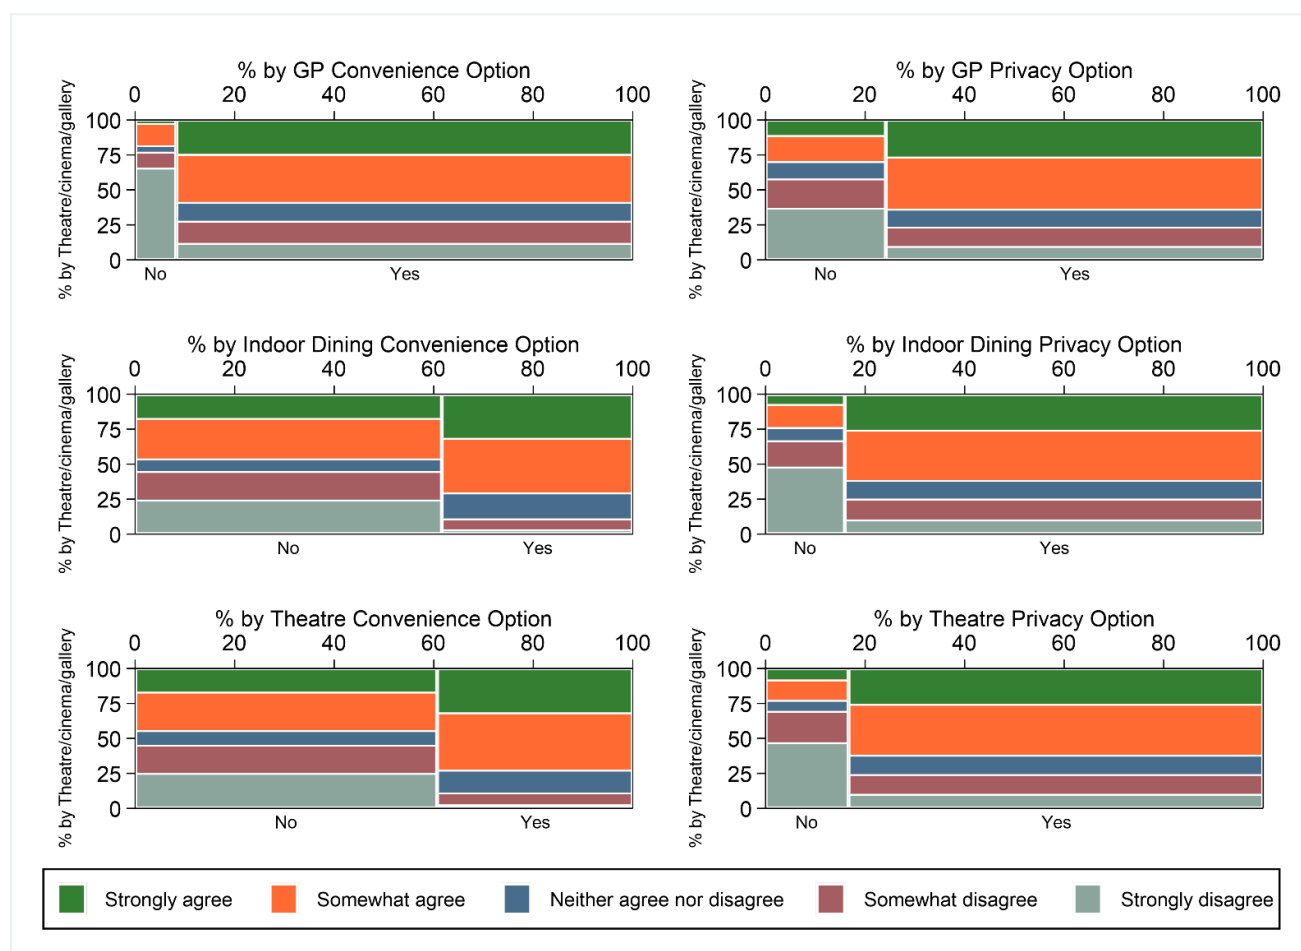 % by GP Convenience Option
0 20 40 60 80 100
% by Theatre/cinema/gallery
100
75
50
25
0
No Yes
% by GP Privacy Option
0 20 40 60 80 100
% by Theatre/cinema/gallery
100
75
50
25
0
No Yes
% by Indoor Dining Convenience Option
0 20 40 60 80 100
% by Theatre/cinema/gallery
100
75
50
25
0
No Yes
% by Indoor Dining Privacy Option
0 20 40 60 80 100
% by Theatre/cinema/gallery
100
75
50
25
0
No Yes
% by Theatre Convenience Option
0 20 40 60 80 100
% by Theatre/cinema/gallery
100
75
50
25
0
No Yes
% by Theatre Privacy Option
0 20 40 60 80 100
% by Theatre/cinema/gallery
100
75
50
25
0
No Yes
Strongly agree Somewhat agree Neither agree nor disagree Somewhat disagree Strongly disagree